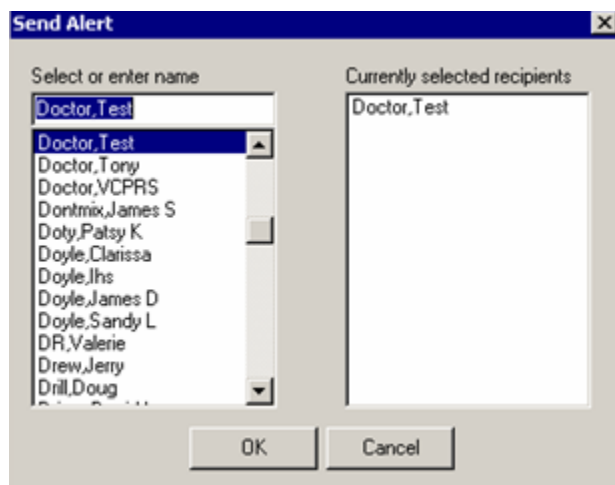 Send Alert
Select or enter name
Doctor,Test
Doctor,Test
Doctor,Tony
Doctor,VCPRS
Dontmix,James S
Doty,Patsy K
Doyle,Clarissa
Doyle,Ihs
Doyle,James D
Doyle,Sandy L
DR,Valerie
Drew,Jerry
Drill,Doug
Currently selected recipients
Doctor,Test
OK
Cancel